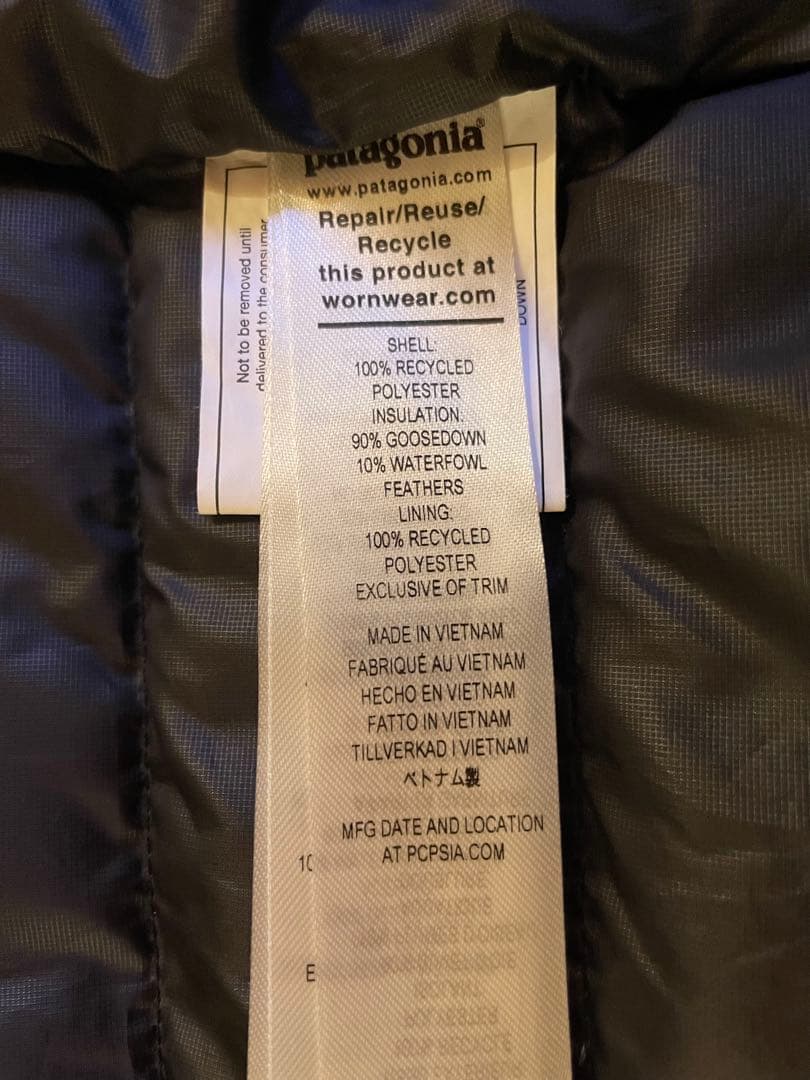 patagonia®
www.patagonia.com
Repair/Reuse/
Recycle
this product at
wornwear.com
SHELL:
100% RECYCLED
POLYESTER
INSULATION:
90% GOOSEDOWN
10% WATERFOWL
FEATHERS
LINING:
100% RECYCLED
POLYESTER
EXCLUSIVE OF TRIM
MADE IN VIETNAM
FABRIQUÉ AU VIETNAM
HECHO EN VIETNAM
FATTO IN VIETNAM
TILLVERKAD I VIETNAM
ベトナム製
MFG DATE AND LOCATION
AT PCPSIA.COM
Not to be removed until
delivered to the consumer
DOWN
10
E